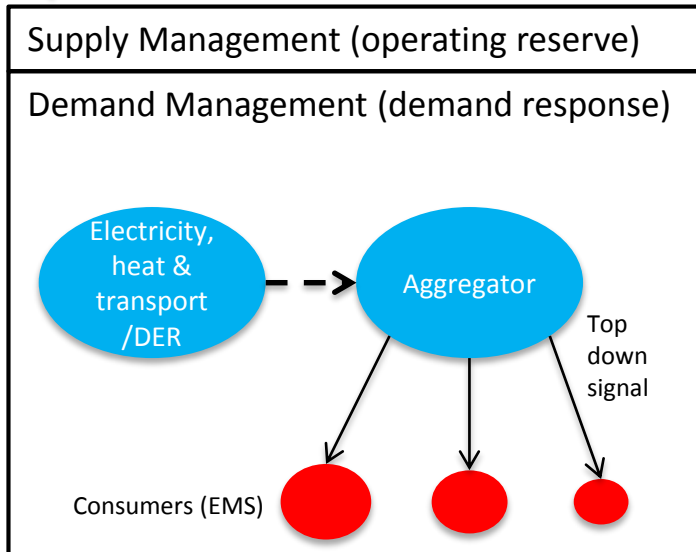 Supply Management (operating reserve)
Demand Management (demand response)
Electricity,
heat &
transport
/DER
Aggregator
Top
down
signal
Consumers (EMS)